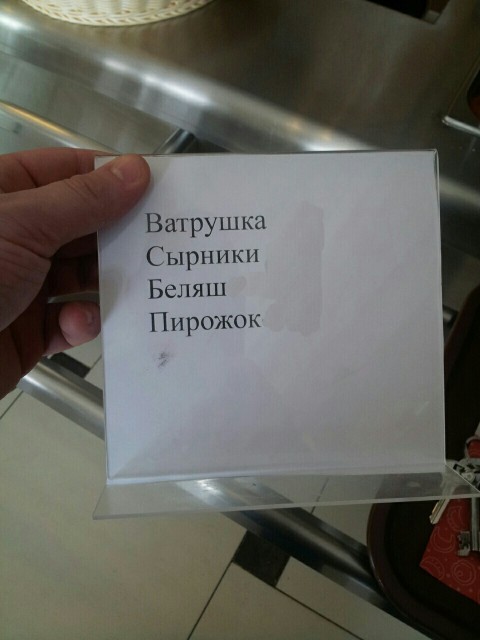 Ватрушка
Сырники
Беляш
Пирожок